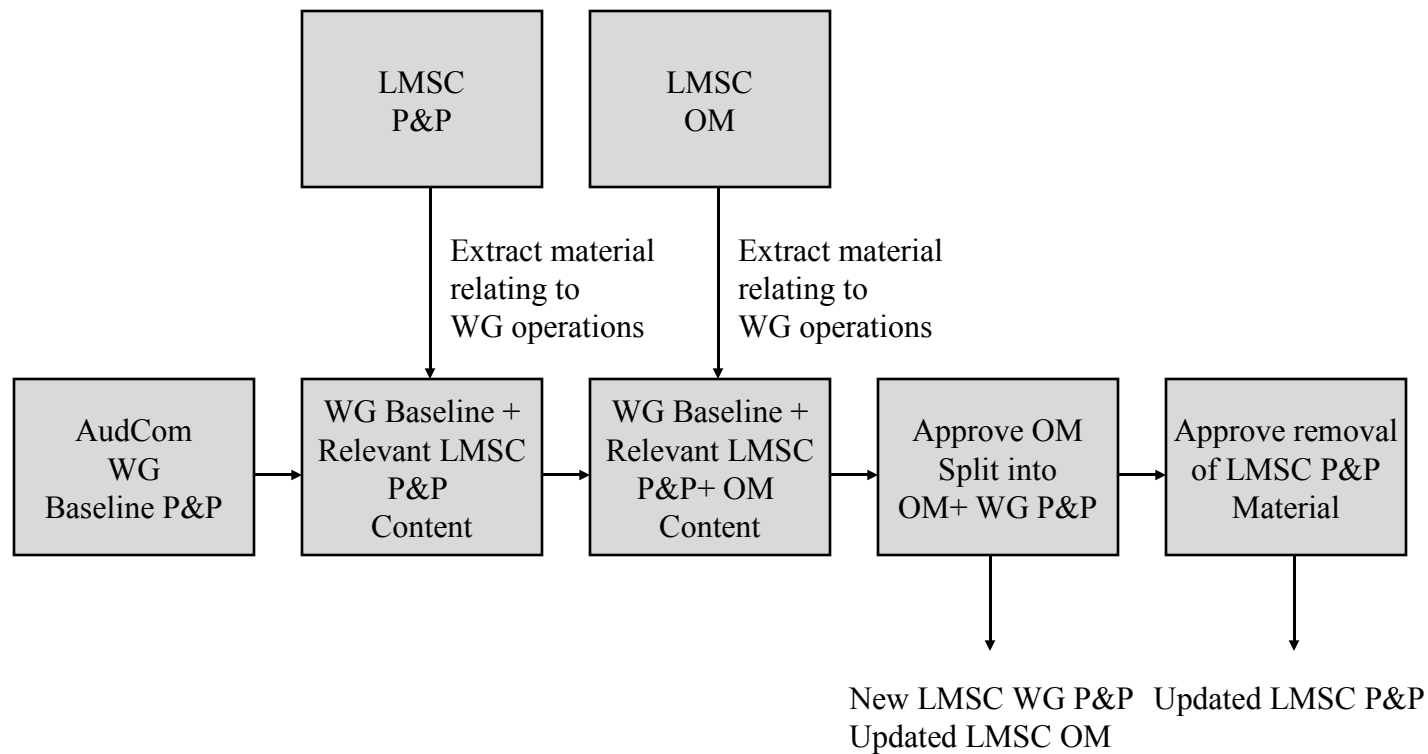 LMSC
P&P
LMSC
OM
Extract material
relating to
WG operations
Extract material
relating to
WG operations
AudCom
WG
Baseline P&P
WG Baseline +
Relevant LMSC
P&P
Content
WG Baseline +
Relevant LMSC
P&P+ OM
Content
Approve OM
Split into
OM+ WG P&P
Approve removal
of LMSC P&P
Material
New LMSC WG P&P
Updated LMSC OM
Updated LMSC P&P